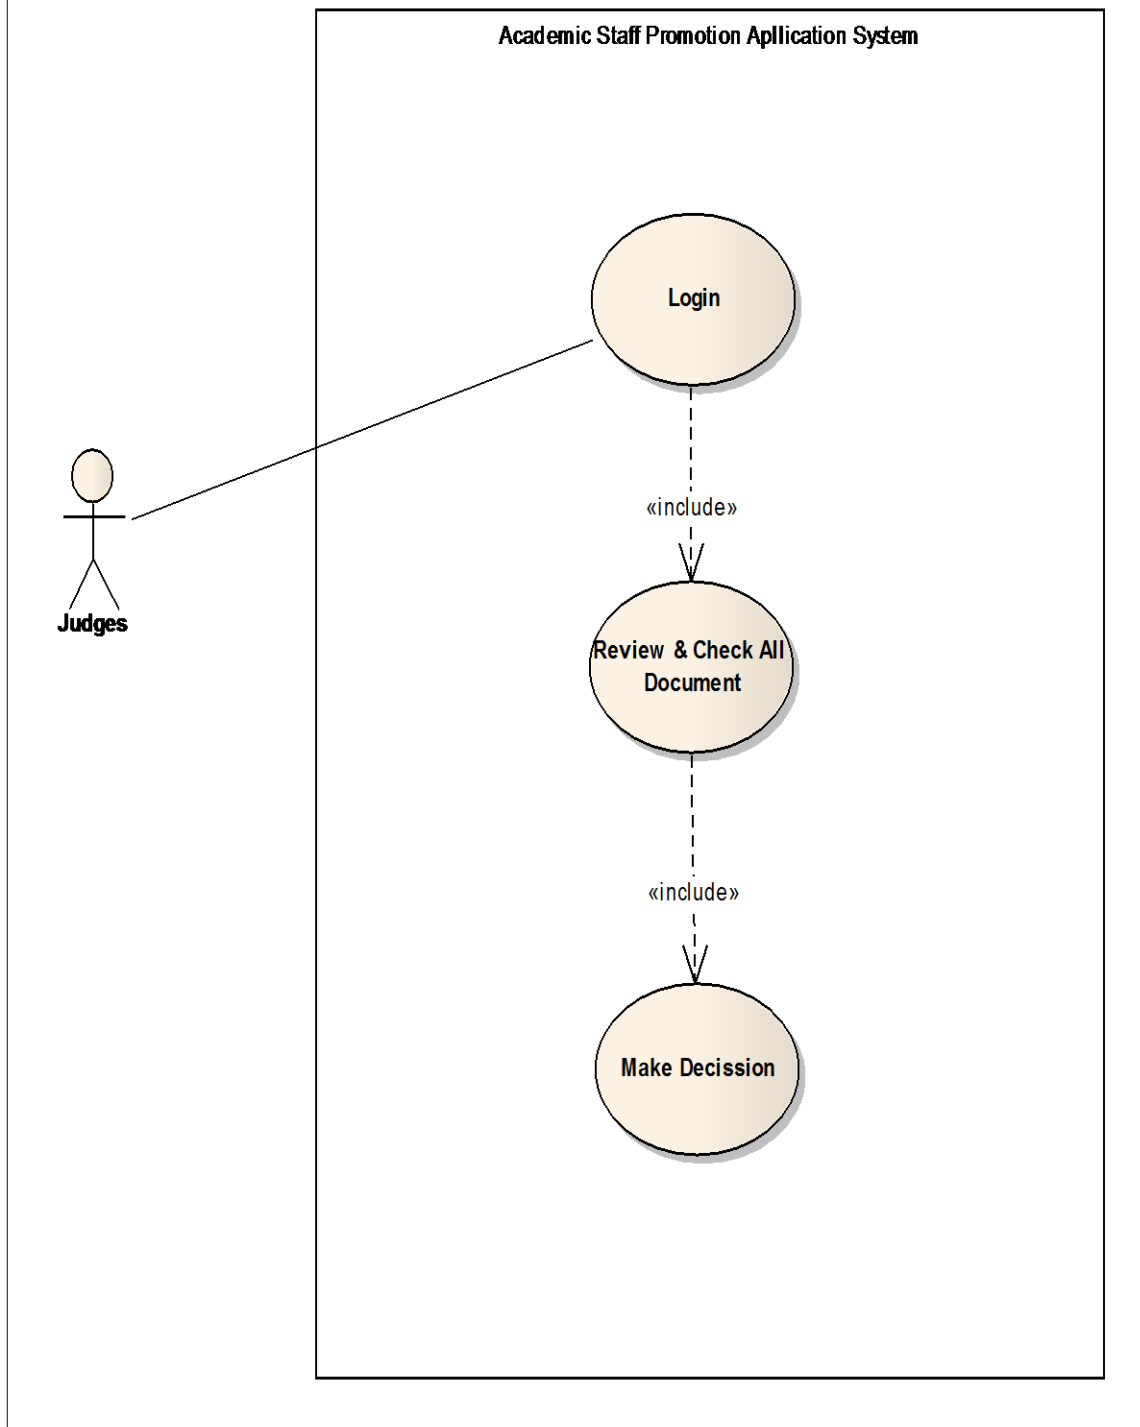 Academic Staff Promotion Apllication System
Login
«include»
Judges
Review & Check All
Document
«include»
Make Decission